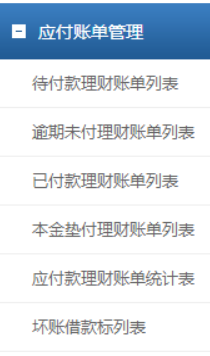 应付账单管理
待付款理财账单列表
逾期未付理财账单列表
已付款理财账单列表
本金垫付理财账单列表
应付款理财账单统计表
坏账借款标列表